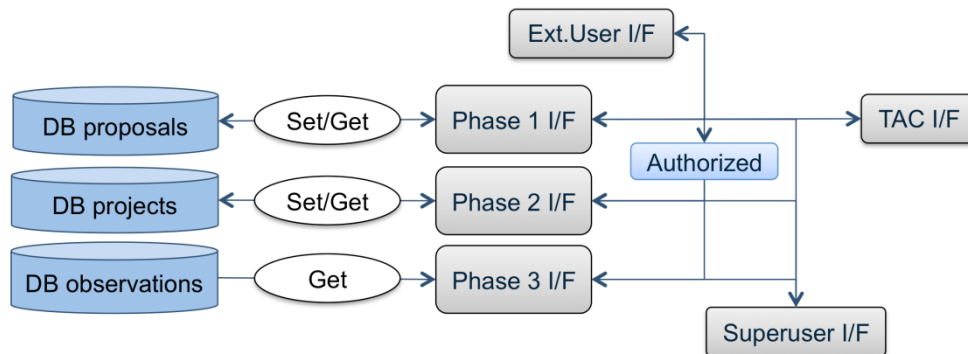 Ext.User I/F
DB proposals
Set/Get
Phase 1 I/F
TAC I/F
Authorized
DB projects
Set/Get
Phase 2 I/F
DB observations
Get
Phase 3 I/F
Superuser I/F